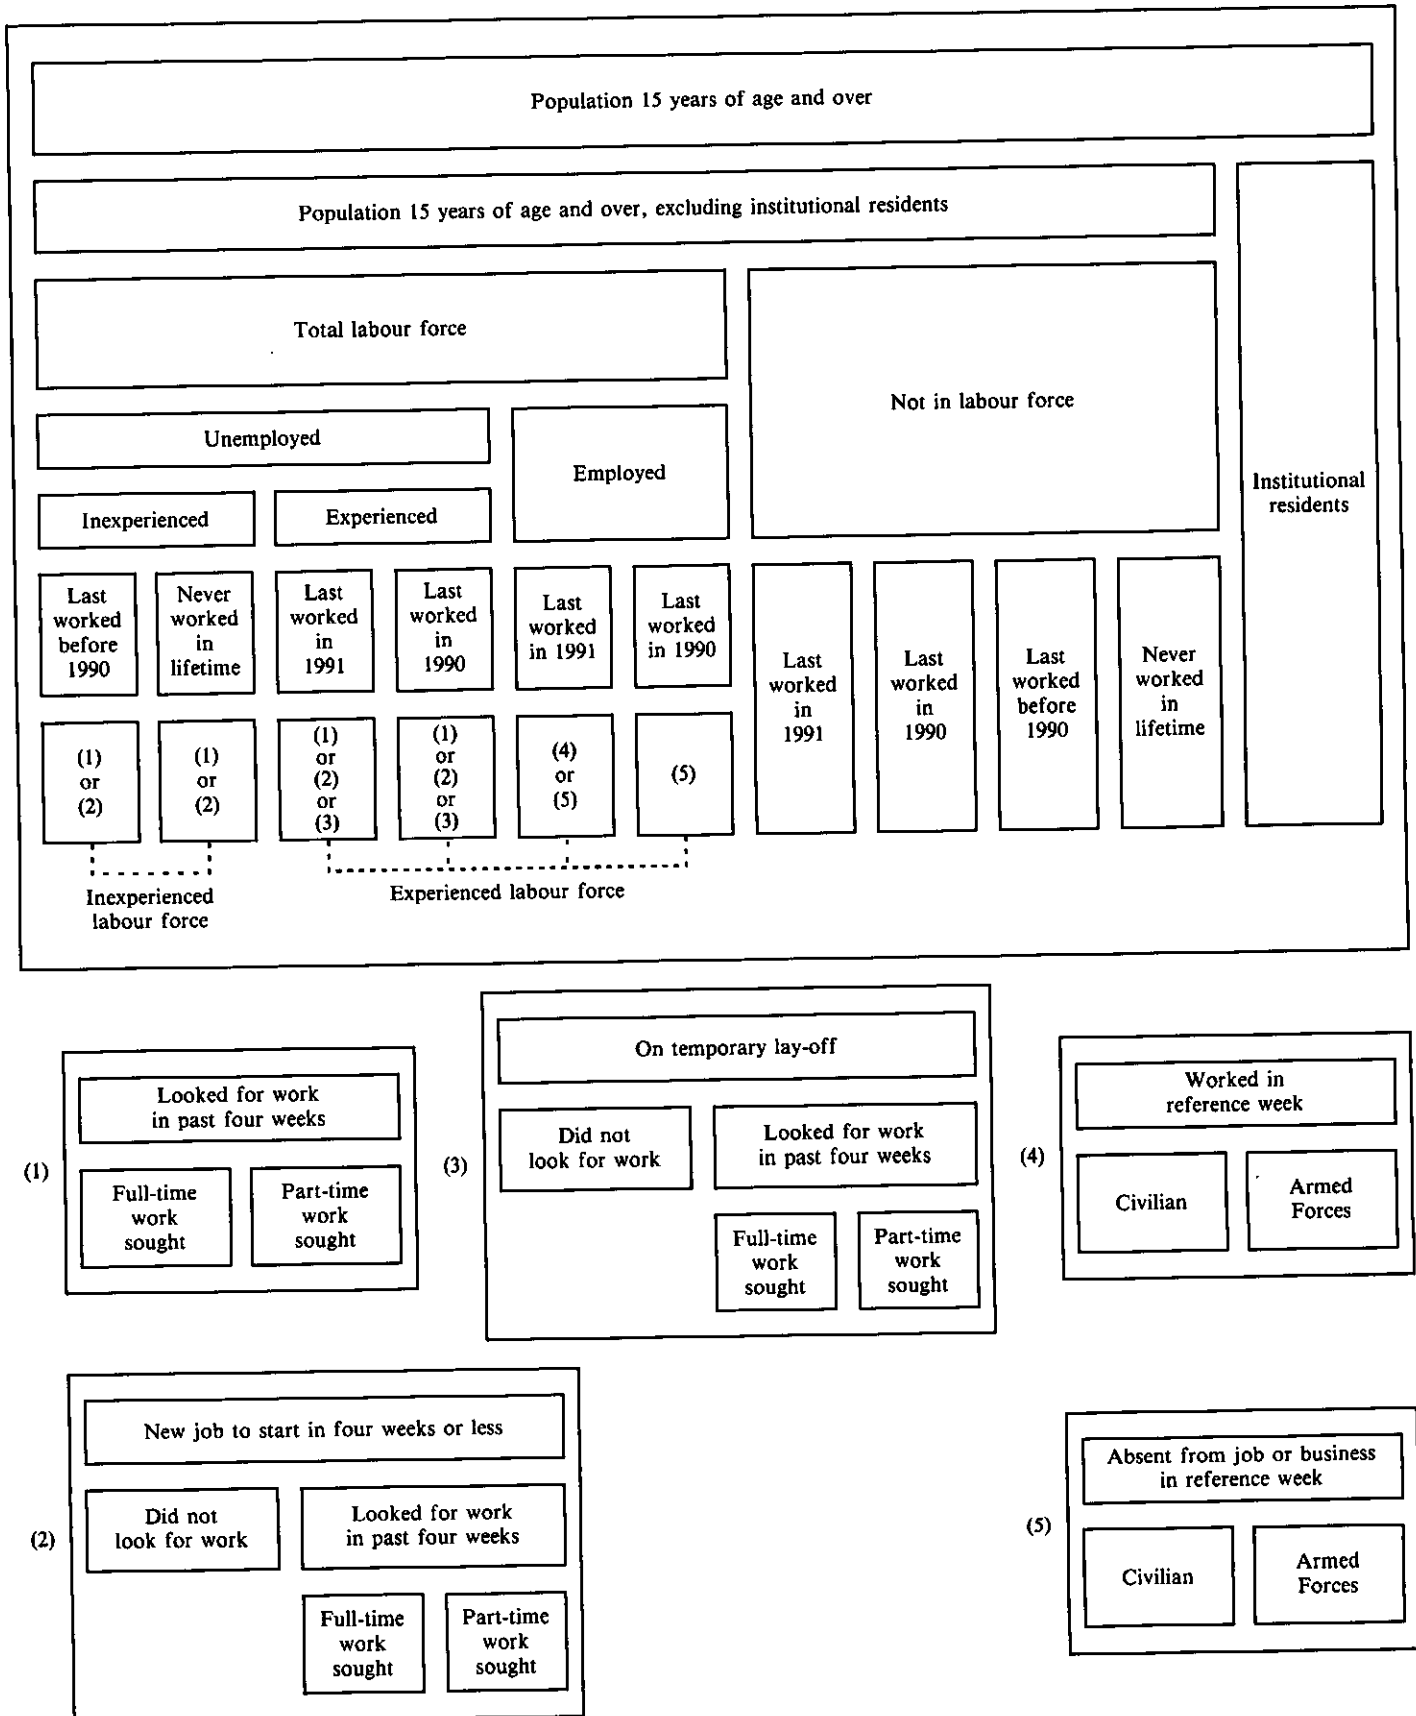 Population 15 years of age and over
Population 15 years of age and over, excluding institutional residents
Total labour force
Not in labour force
Institutional
residents
Unemployed
Employed
Inexperienced
Experienced
Last
worked
before
1990
Never
worked
in
lifetime
Last
worked
in
1991
Last
worked
in
1990
Last
worked
in 1991
Last
worked
in 1990
Last
worked
in
1991
Last
worked
in
1990
Last
worked
before
1990
Never
worked
in
lifetime
(1)
or
(2)
(1)
or
(2)
(1)
or
(2)
or
(3)
(1)
or
(2)
or
(3)
(4)
or
(5)
(5)
Inexperienced
labour force
Experienced labour force
(1)
Looked for work
in past four weeks
Full-time
work
sought
Part-time
work
sought
(3)
On temporary lay-off
Did not
look for work
Looked for work
in past four weeks
Full-time
work
sought
Part-time
work
sought
(4)
Worked in
reference week
Civilian
Armed
Forces
(2)
New job to start in four weeks or less
Did not
look for work
Looked for work
in past four weeks
Full-time
work
sought
Part-time
work
sought
(5)
Absent from job or business
in reference week
Civilian
Armed
Forces